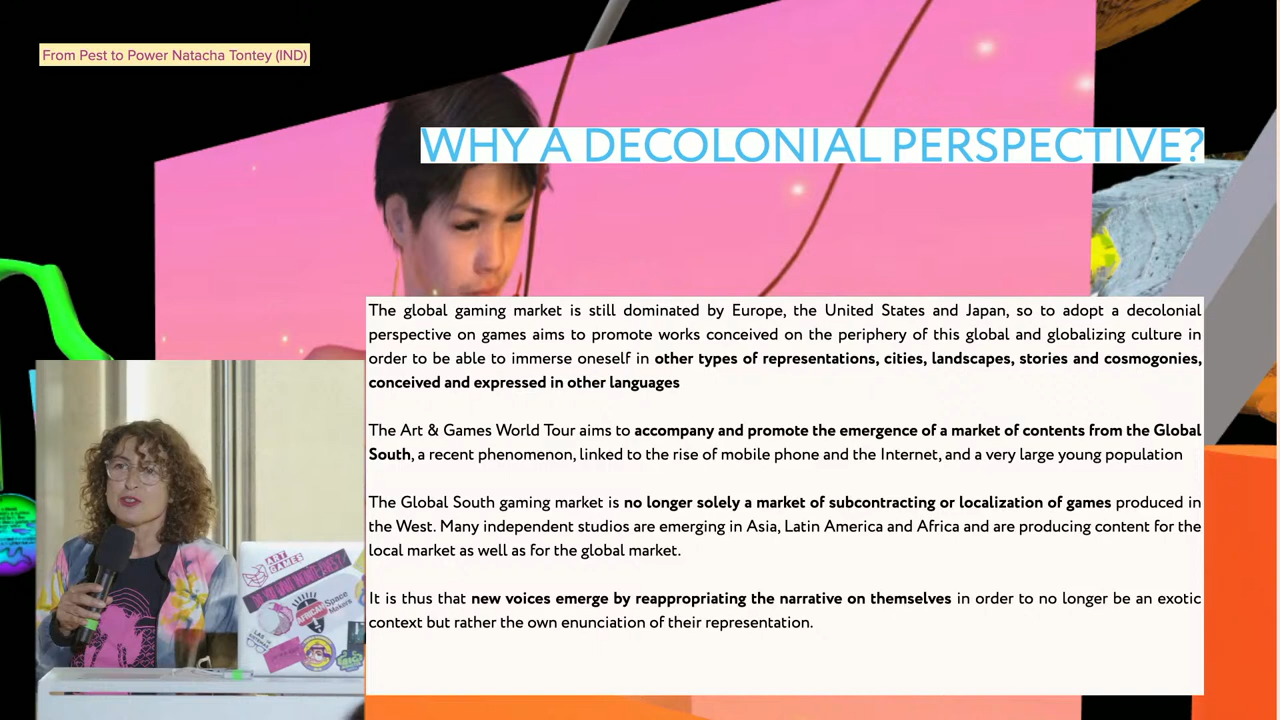 From Pest to Power Natacha Tontey (IND)
WHY A DECOLONIAL PERSPECTIVE?
The global gaming market is still dominated by Europe, the United States and Japan, so to adopt a decolonial
perspective on games aims to promote works conceived on the periphery of this global and globalizing culture in
order to be able to immerse oneself in other types of representations, cities, landscapes, stories and cosmogonies,
conceived and expressed in other languages
The Art & Games World Tour aims to accompany and promote the emergence of a market of contents from the Global
South, a recent phenomenon, linked to the rise of mobile phone and the Internet, and a very large young population
The Global South gaming market is no longer solely a market of subcontracting or localization of games produced in
the West. Many independent studios are emerging in Asia, Latin America and Africa and are producing content for the
local market as well as for the global market.
It is thus that new voices emerge by reappropriating the narrative on themselves in order to no longer be an exotic
context but rather the own enunciation of their representation.
ART
GAMES
AFRICAN Space
Makers